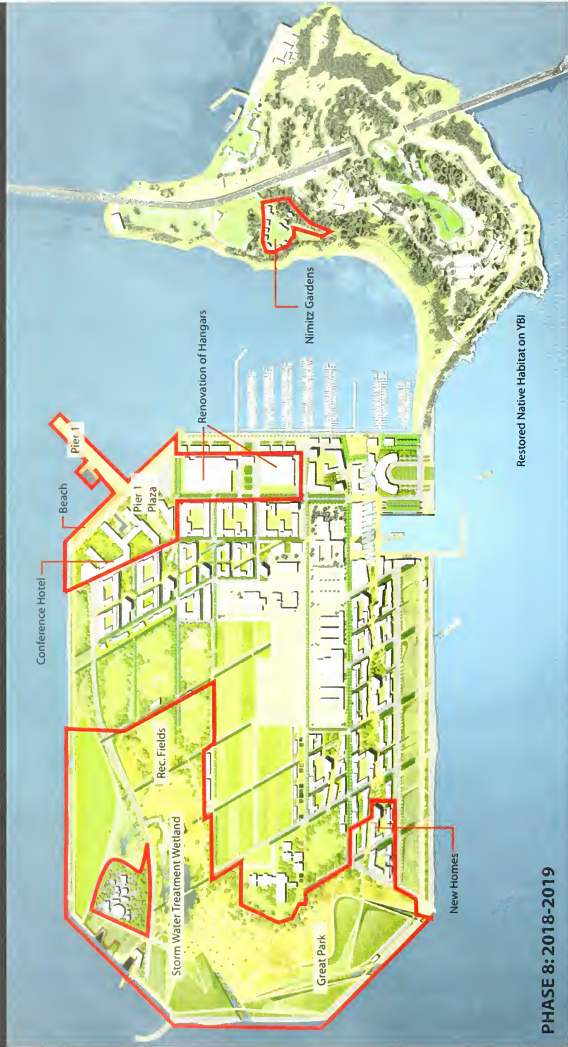 PHASE 8: 2018-2019
Great Park
Storm Water Treatment Wetland
Rec. Fields
New Homes
Conference Hotel
Beach
Pier 1
Pier 1
Plaza
Renovation of Hangars
Nimitz Gardens
Restored Native Habitat on YBI